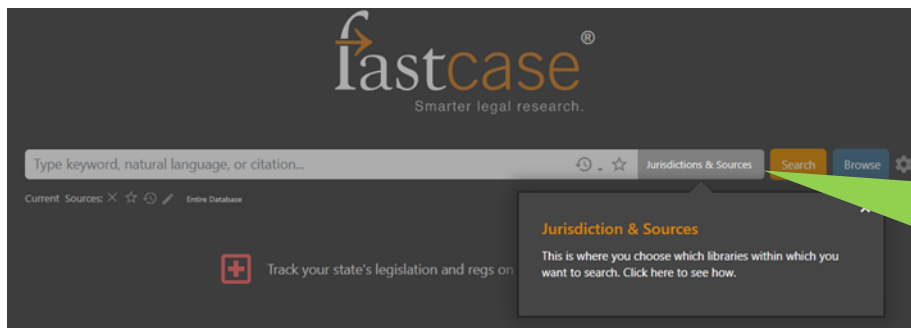 fastcase®
Smarter legal research.
Type keyword, natural language, or citation...
Jurisdictions & Sources
Search
Browse
Current Sources:
Entire Database
Jurisdiction & Sources
This is where you choose which libraries within which you
want to search. Click here to see how.
Track your state's legislation and regs on